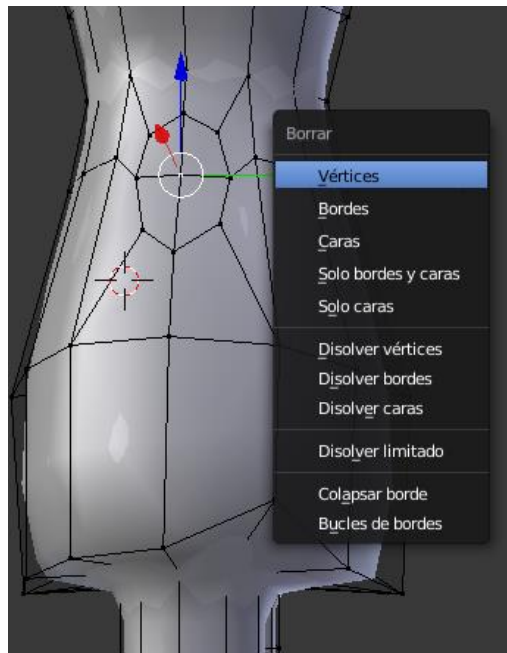 Borrar
Vértices
Bordes
Caras
Solo bordes y caras
Solo caras
Disolver vértices
Disolver bordes
Disolver caras
Disolver limitado
Colapsar borde
Bucles de bordes